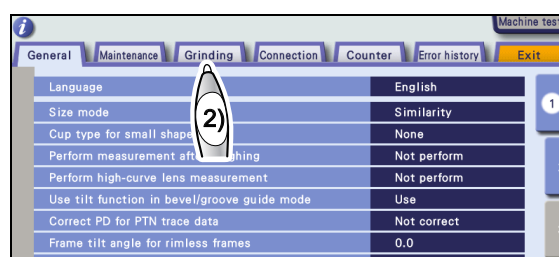 i
Machine test
General Maintenance Grinding Connection Counter Error history Exit
Language English
1
Size mode Similarity
2)
Cup type for small shape None
Perform measurement after hing Not perform
Perform high-curve lens measurement Not perform
Use tilt function in bevel/groove guide mode Use
Correct PD for PTN trace data Not correct
Frame tilt angle for rimless frames 0.0